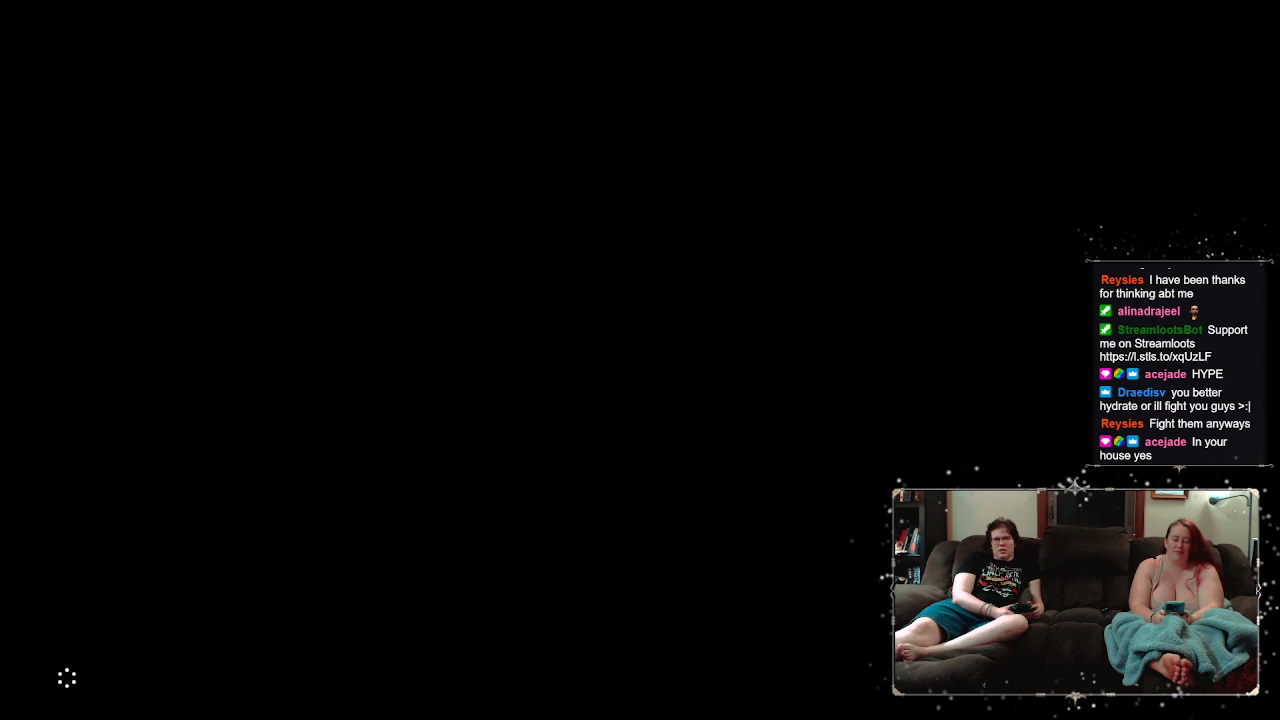 Reysies I have been thanks
for thinking abt me
alinadrajeel
StreamlootsBot Support
me on Streamloots
https://l.stls.to/xqUzLF
acejade HYPE
Draedisv you better
hydrate or ill fight you guys >:|
Reysies Fight them anyways
acejade In your
house yes